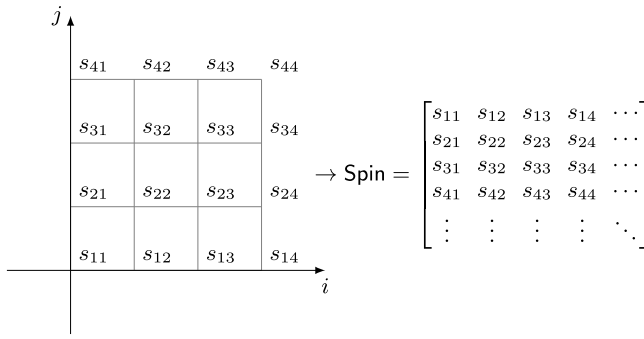 j
s₄₁ s₄₂ s₄₃ s₄₄
s₃₁ s₃₂ s₃₃ s₃₄
s₂₁ s₂₂ s₂₃ s₂₄
s₁₁ s₁₂ s₁₃ s₁₄
i
→ Spin =
s₁₁ s₁₂ s₁₃ s₁₄ ⋯
s₂₁ s₂₂ s₂₃ s₂₄ ⋯
s₃₁ s₃₂ s₃₃ s₃₄ ⋯
s₄₁ s₄₂ s₄₃ s₄₄ ⋯
⋮ ⋮ ⋮ ⋮ ⋱